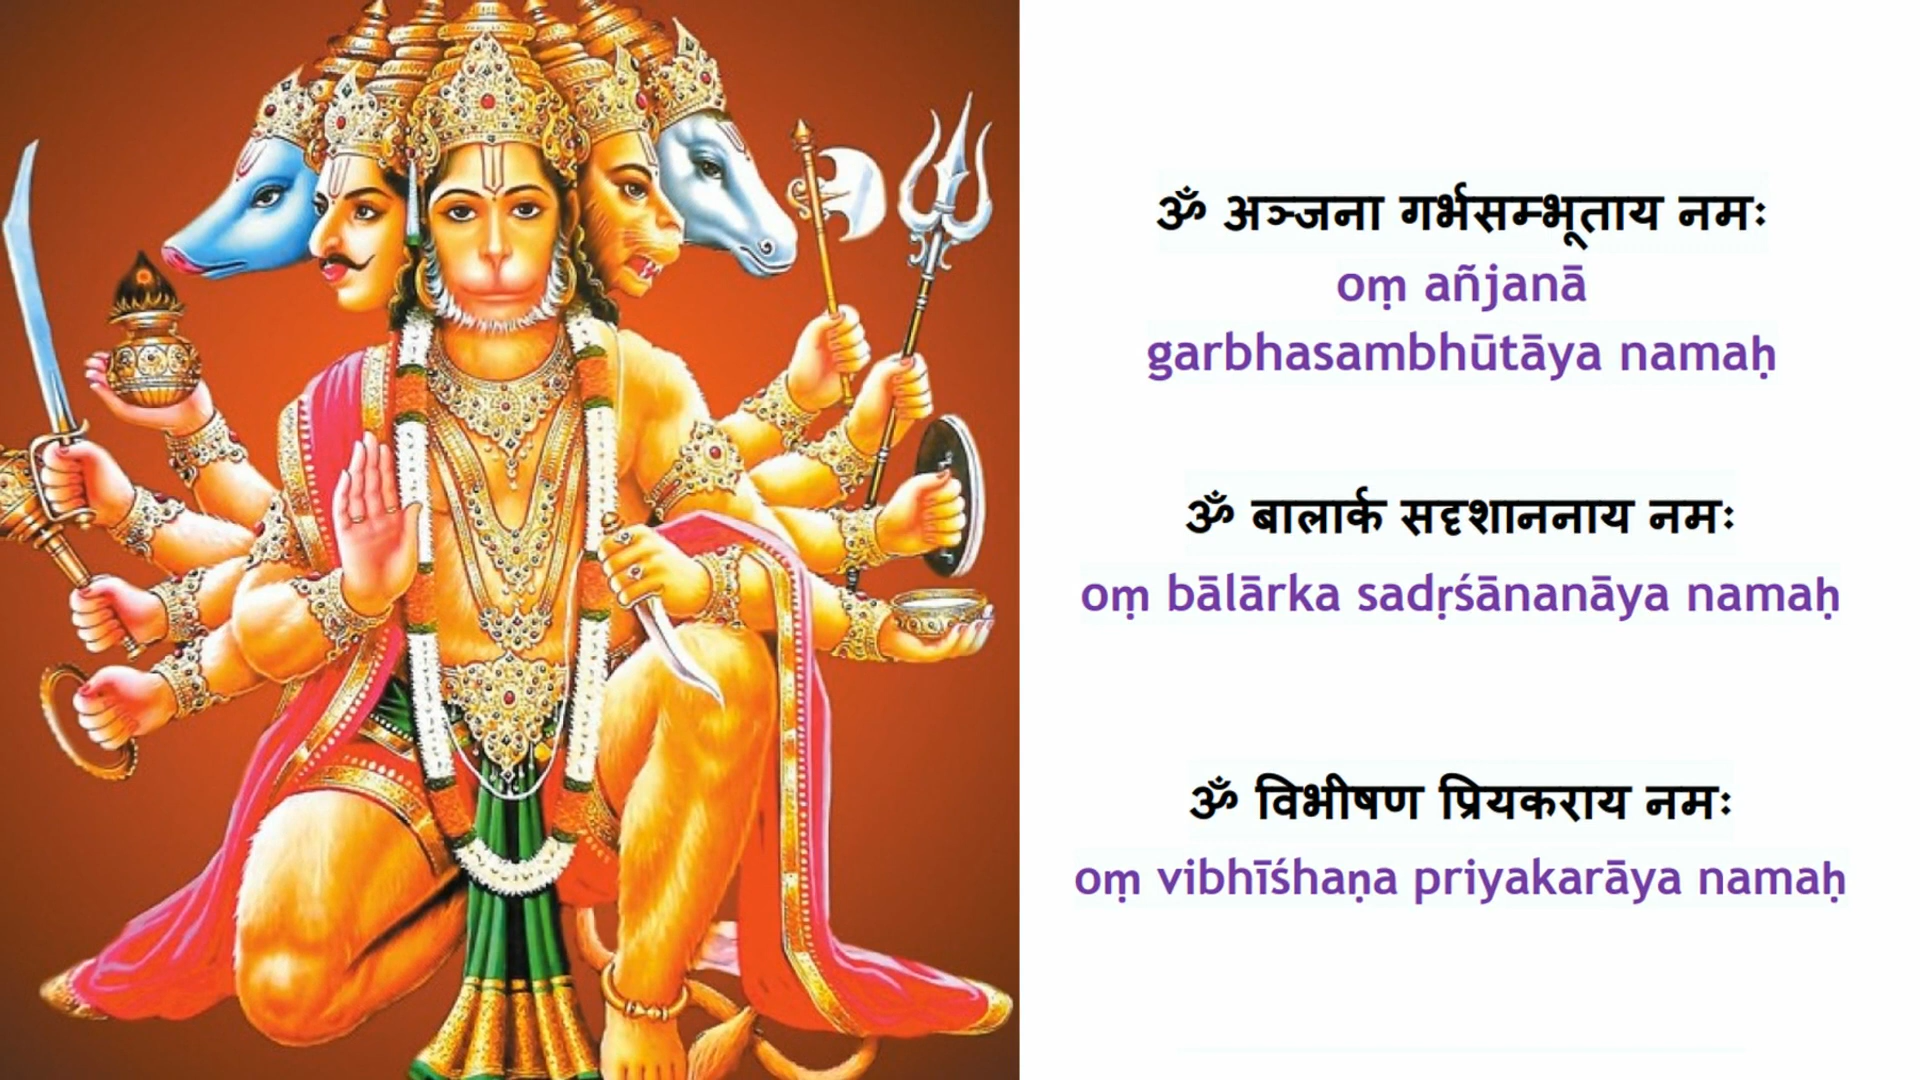 ॐ अञ्जना गर्भसम्भूताय नमः
oṃ añjanā
garbhasambhūtāya namaḥ
ॐ बालार्क सदृशाननाय नमः
oṃ bālārka sadṛśānanāya namaḥ
ॐ विभीषण प्रियकराय नमः
oṃ vibhīśhaṇa priyakarāya namaḥ